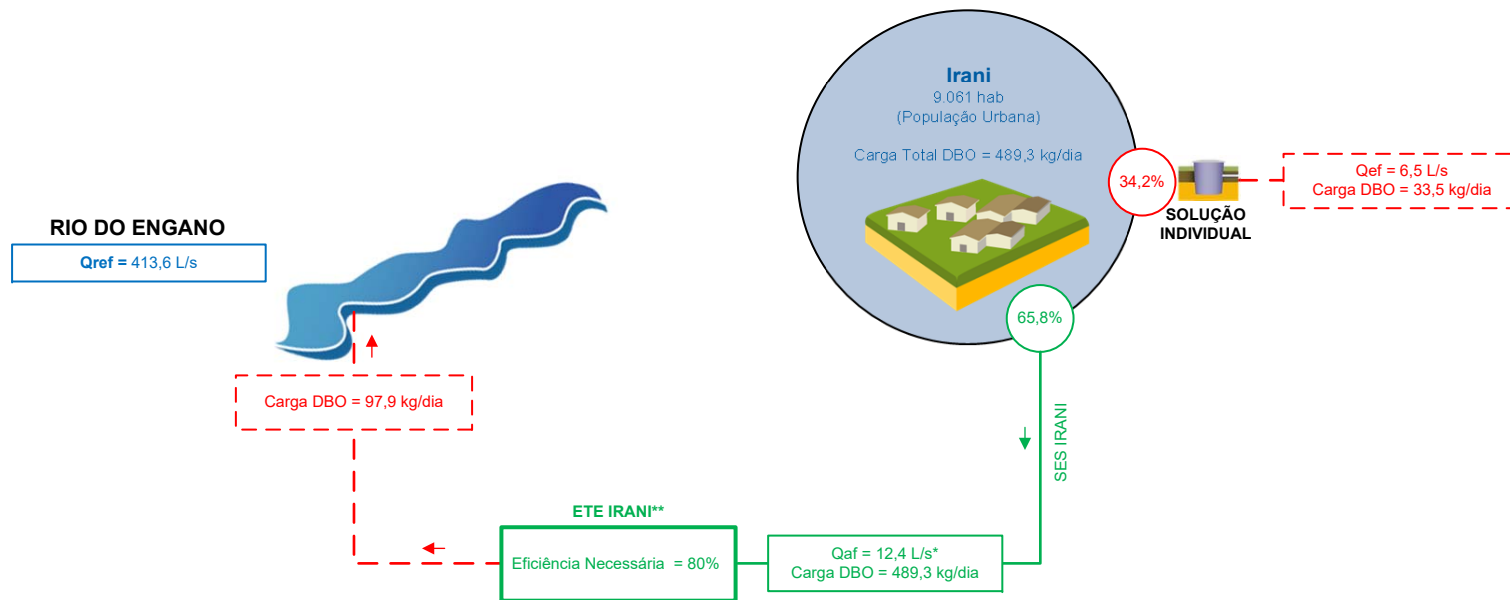 Irani
9.061 hab
(População Urbana)
Carga Total DBO = 489,3 kg/dia
34,2%
SOLUÇÃO
INDIVIDUAL
Qef = 6,5 L/s
Carga DBO = 33,5 kg/dia
65,8%
RIO DO ENGANO
Qref = 413,6 L/s
Carga DBO = 97,9 kg/dia
SES IRANI
ETE IRANI**
Eficiência Necessária = 80%
Qaf = 12,4 L/s*
Carga DBO = 489,3 kg/dia